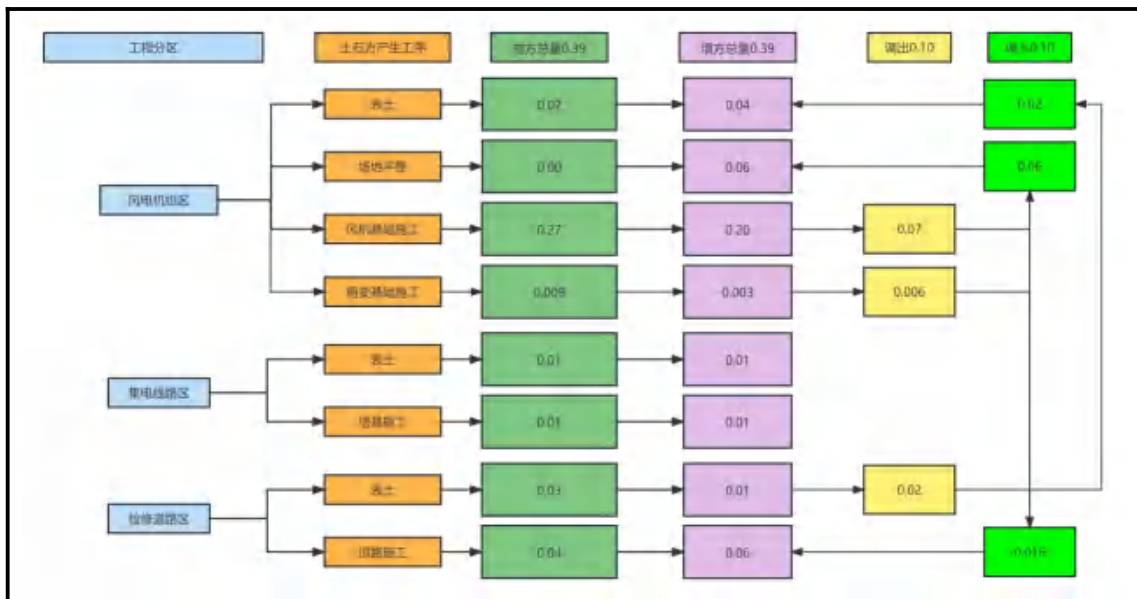 工程分区 土石方产生工序 挖方总量0.39 填方总量0.39 调出0.10 调入0.10
表土 0.02 0.04 0.02
场地平整 0.00 0.06 0.06
风电机组区
风机基础施工 0.27 0.20 0.07
箱变基础施工 0.009 0.003 0.006
表土 0.01 0.01
集电线路区
塔基施工 0.01 0.01
表土 0.03 0.01 0.02
检修道路区
道路施工 0.04 0.06 0.016